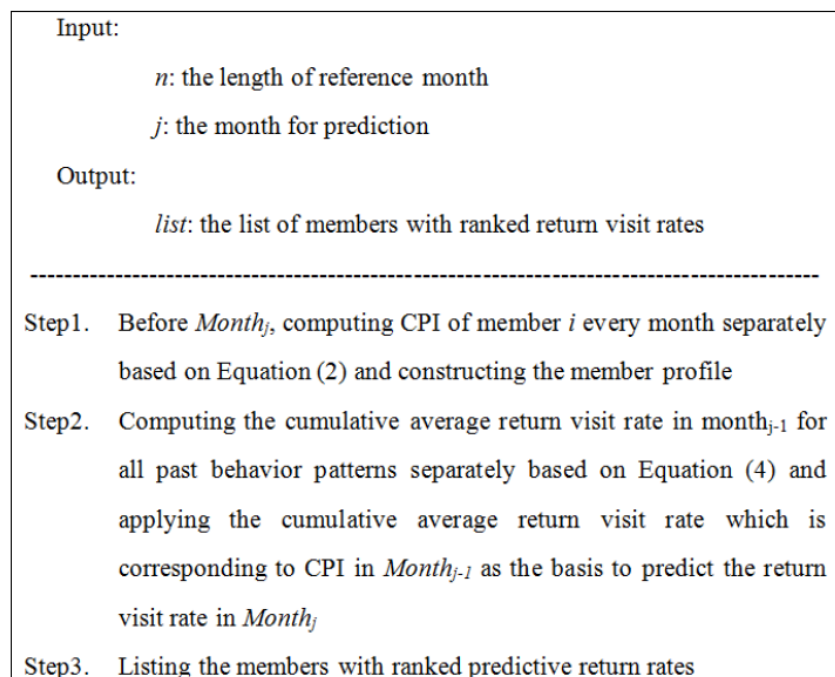 Input:
n: the length of reference month
j: the month for prediction
Output:
list: the list of members with ranked return visit rates
--------------------------------------------------------------------------------------------
Step1. Before Monthj, computing CPI of member i every month separately
based on Equation (2) and constructing the member profile
Step2. Computing the cumulative average return visit rate in monthj-1 for
all past behavior patterns separately based on Equation (4) and
applying the cumulative average return visit rate which is
corresponding to CPI in Monthj-1 as the basis to predict the return
visit rate in Monthj
Step3. Listing the members with ranked predictive return rates